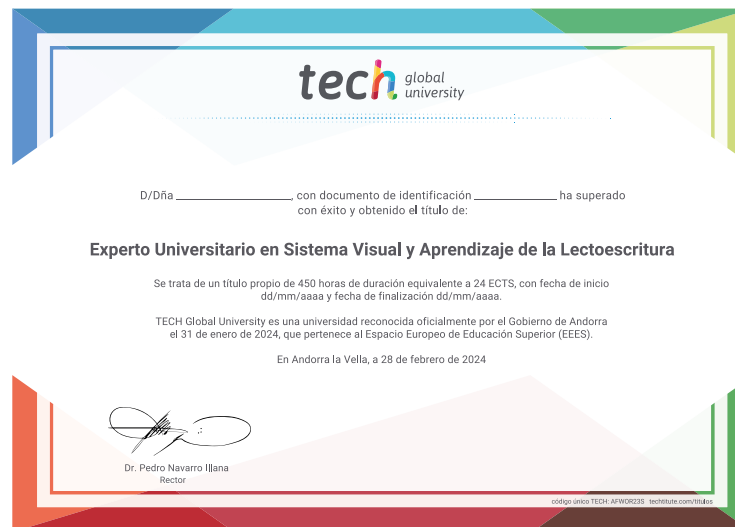 tech global
university
D/Dña ____________________, con documento de identificación ______________ ha superado
con éxito y obtenido el título de:
Experto Universitario en Sistema Visual y Aprendizaje de la Lectoescritura
Se trata de un título propio de 450 horas de duración equivalente a 24 ECTS, con fecha de inicio
dd/mm/aaaa y fecha de finalización dd/mm/aaaa.
TECH Global University es una universidad reconocida oficialmente por el Gobierno de Andorra
el 31 de enero de 2024, que pertenece al Espacio Europeo de Educación Superior (EEES).
En Andorra la Vella, a 28 de febrero de 2024
Dr. Pedro Navarro Illana
Rector
código único TECH: AFWOR23S techtitute.com/titulos